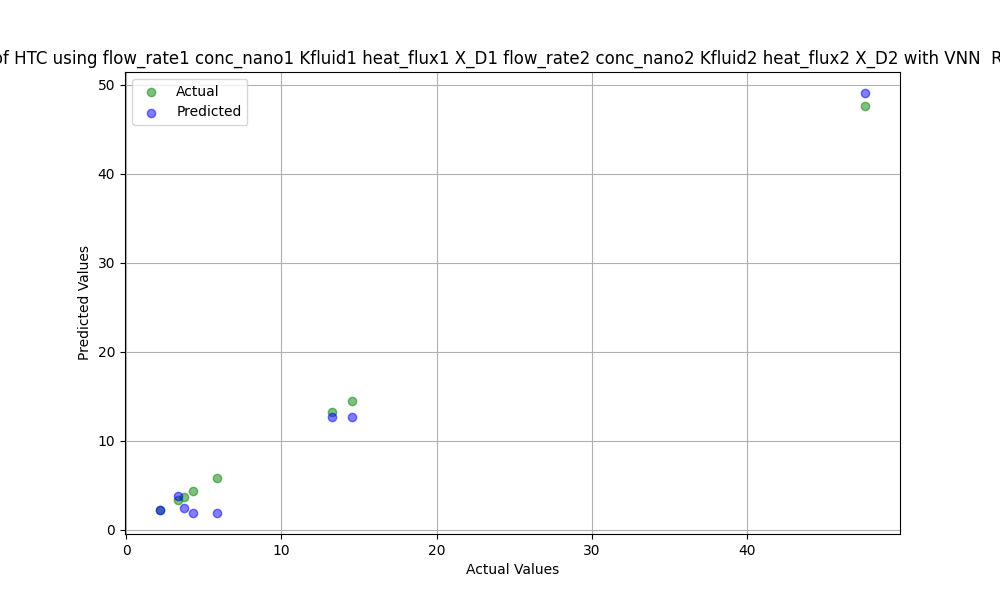 of HTC using flow_rate1 conc_nano1 Kfluid1 heat_flux1 X_D1 flow_rate2 conc_nano2 Kfluid2 heat_flux2 X_D2 with VNN R
Actual
Predicted
50
40
30
20
10
0
Predicted Values
0 10 20 30 40
Actual Values